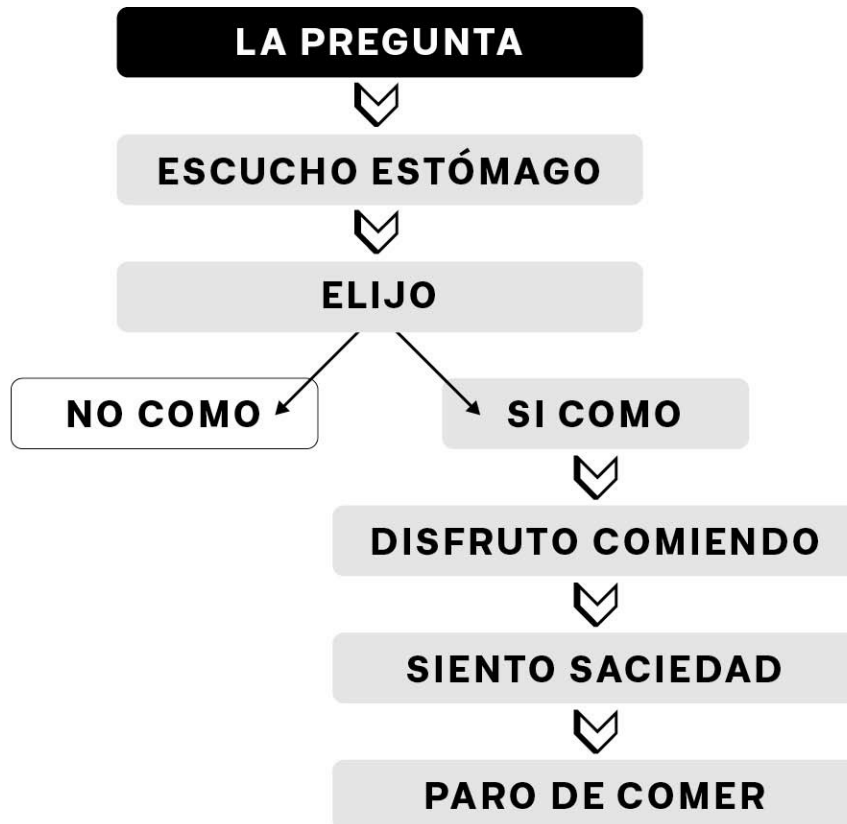 LA PREGUNTA
ESCUCHO ESTÓMAGO
ELIJO
NO COMO
SI COMO
DISFRUTO COMIENDO
SIENTO SACIEDAD
PARO DE COMER